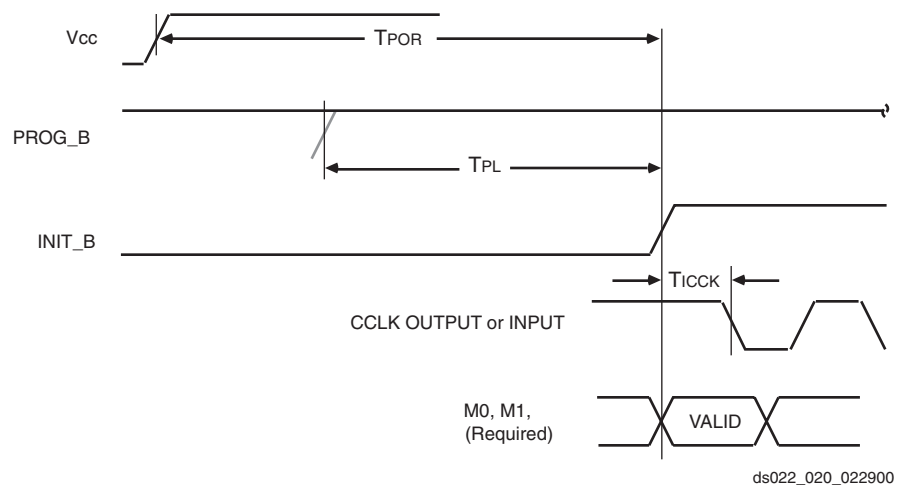 Vcc
TPOR
PROG_B
TPL
INIT_B
TICCK
CCLK OUTPUT or INPUT
M0, M1,
(Required)
VALID
ds022_020_022900